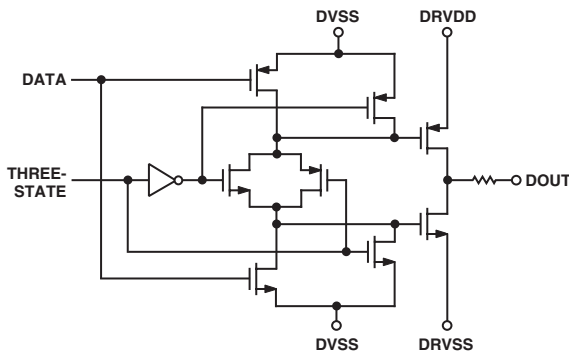 DVSS
DRVDD
DATA
THREE-
STATE
DOUT
DVSS
DRVSS